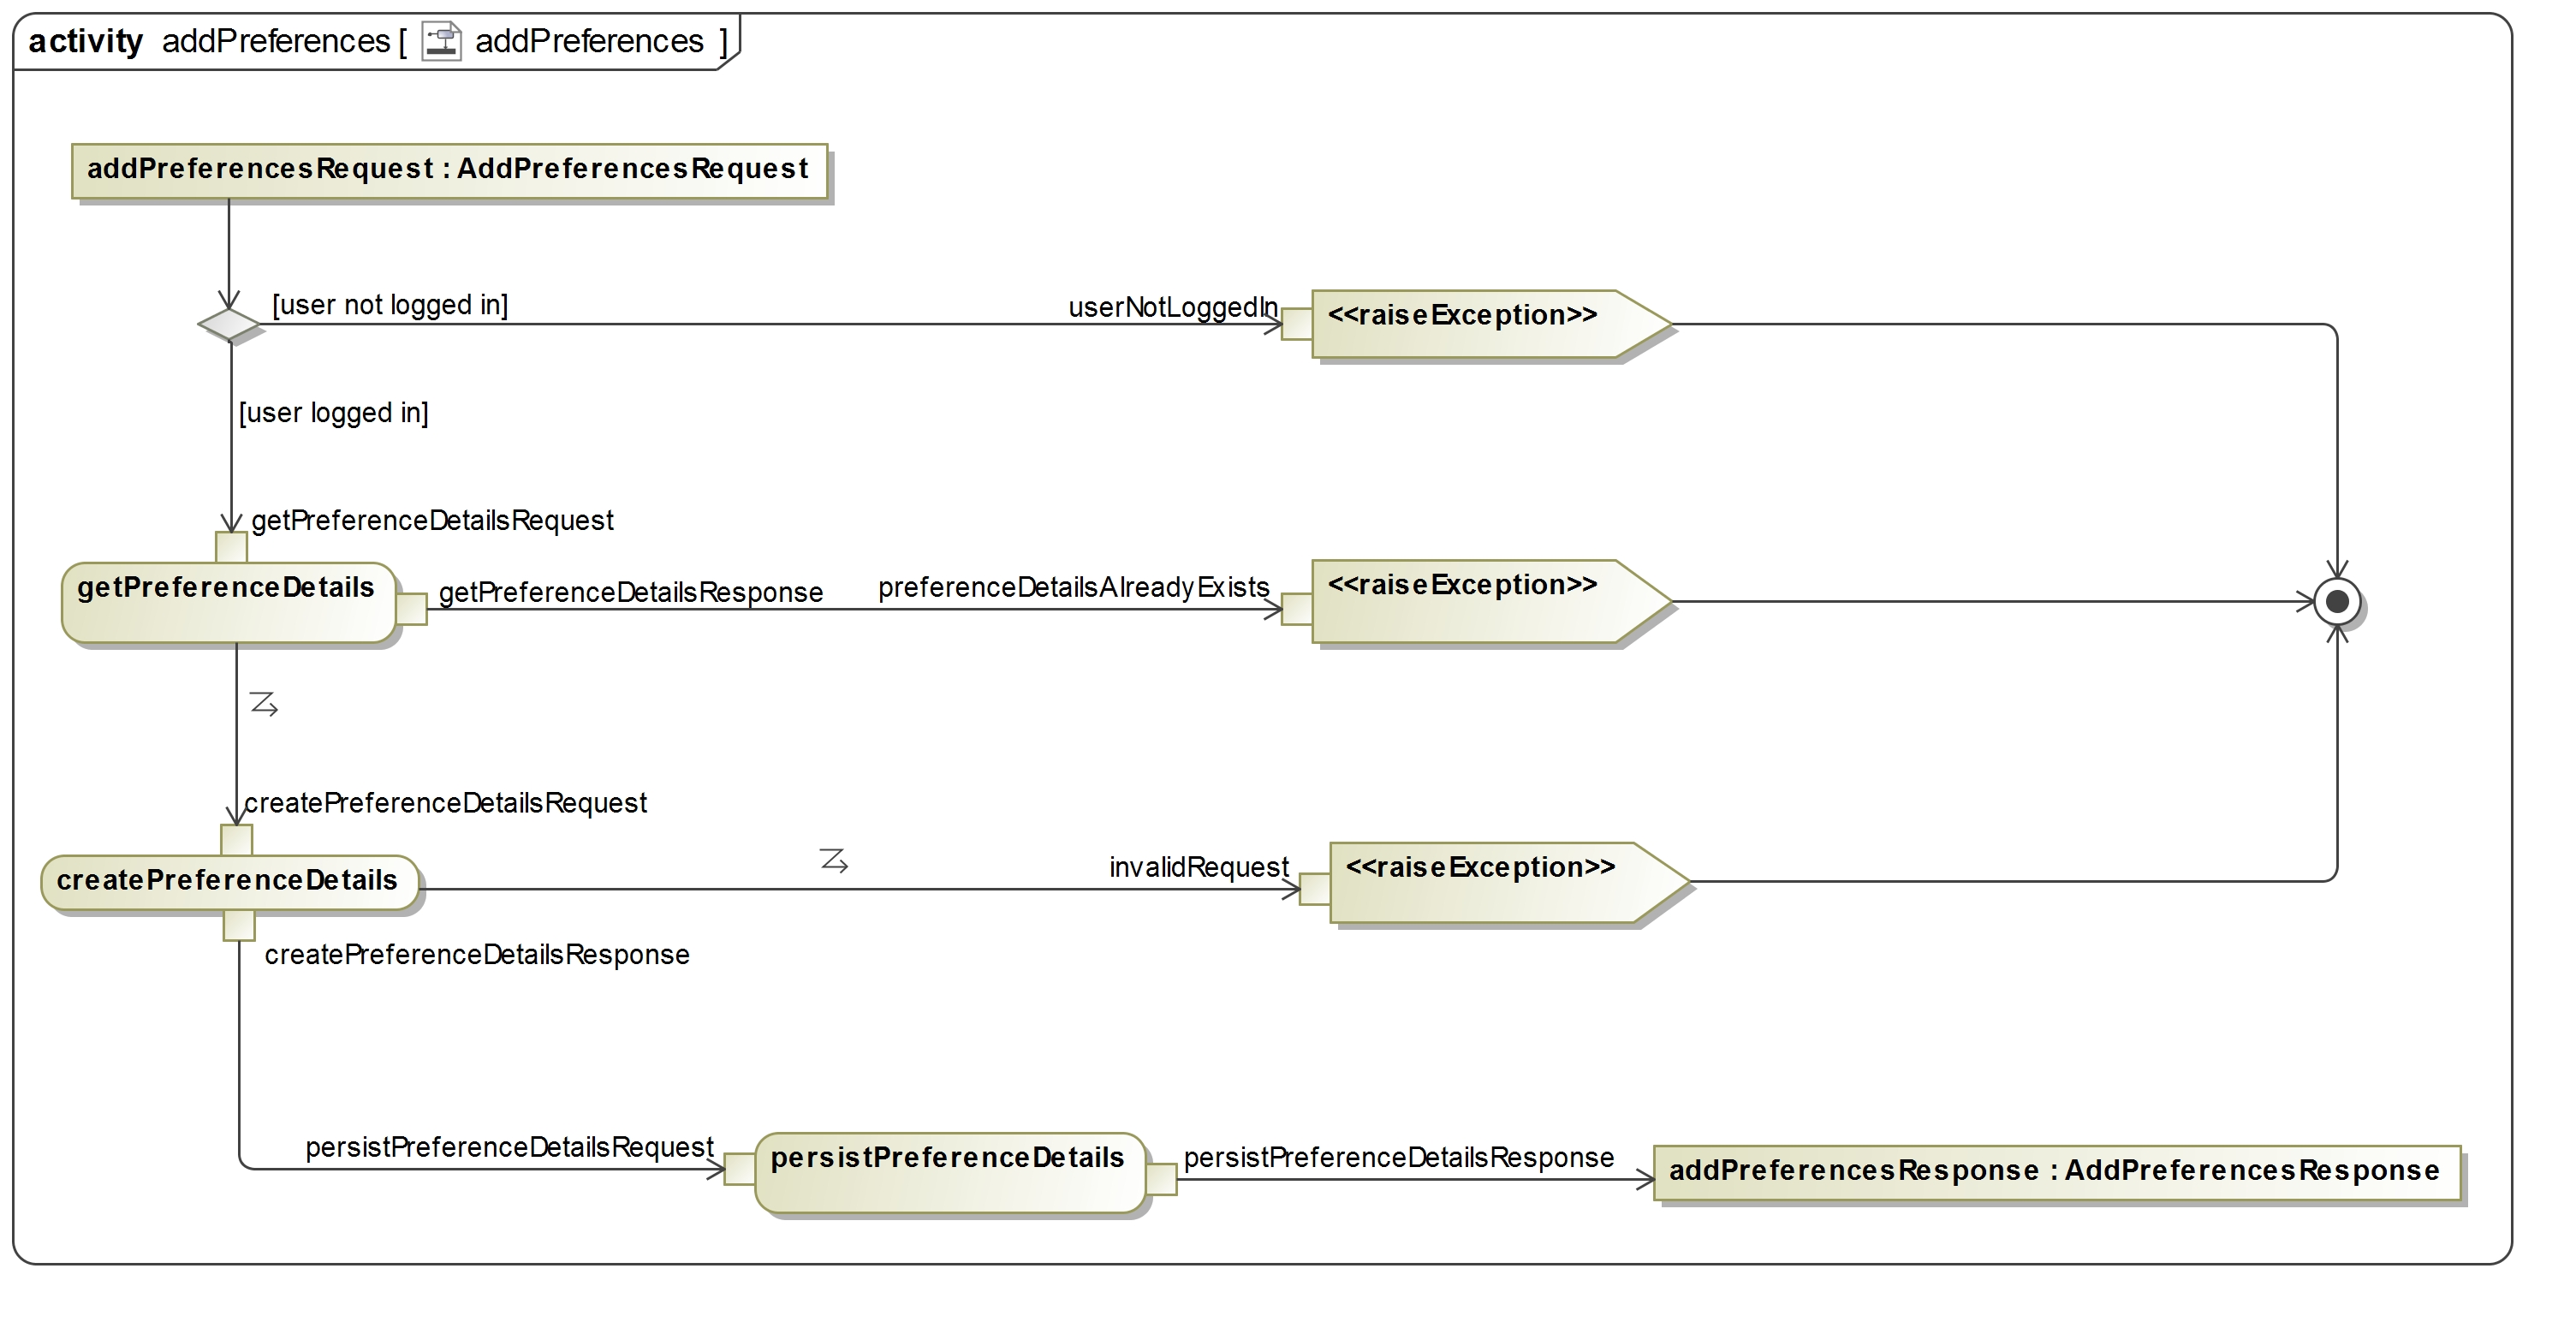 activity addPreferences [ addPreferences ]
addPreferencesRequest : AddPreferencesRequest
[user not logged in]
userNotLoggedIn
<<raiseException>>
[user logged in]
getPreferenceDetailsRequest
getPreferenceDetails
getPreferenceDetailsResponse
preferenceDetailsAlreadyExists
<<raiseException>>
createPreferenceDetailsRequest
createPreferenceDetails
invalidRequest
<<raiseException>>
createPreferenceDetailsResponse
persistPreferenceDetailsRequest
persistPreferenceDetails
persistPreferenceDetailsResponse
addPreferencesResponse : AddPreferencesResponse